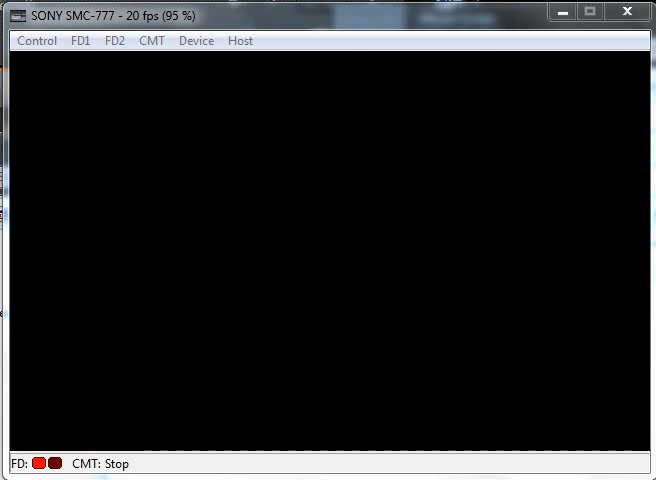 SONY SMC-777 - 20 fps (95 %)
Control FD1 FD2 CMT Device Host
FD: CMT: Stop